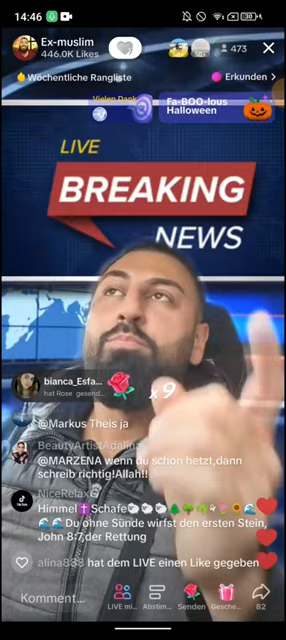 14:46
30
Ex-muslim
446.0K Likes
473
Wöchentliche Rangliste
Erkunden >
Vielen Dank
Fa-BOO-lous
Halloween
LIVE
BREAKING
NEWS
bianca_Esfa...
hat Rose gesend...
x9
@Markus Theis ja
BeautyArtistAdalina
@MARZENA wenn du schon hetzt,dann
schreib richtig!Allah!!
NiceRelax
TikTok
Himmel✝️Schafe🐑🐑🐑🌲🌳🌴🌷🌻🌊
🌊🌊Du ohne Sünde wirfst den ersten Stein,
John 8:7,der Rettung
alina888 hat dem LIVE einen Like gegeben
Komment...
LIVE mi...
Abstim...
Senden
Gesche...
82